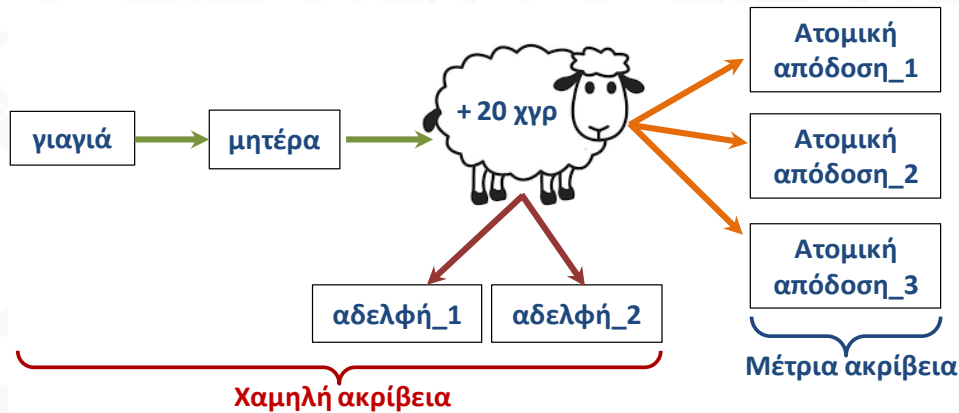 γιαγιά
μητέρα
+ 20 χγρ
Ατομική
απόδοση_1
Ατομική
απόδοση_2
Ατομική
απόδοση_3
αδελφή_1
αδελφή_2
Μέτρια ακρίβεια
Χαμηλή ακρίβεια